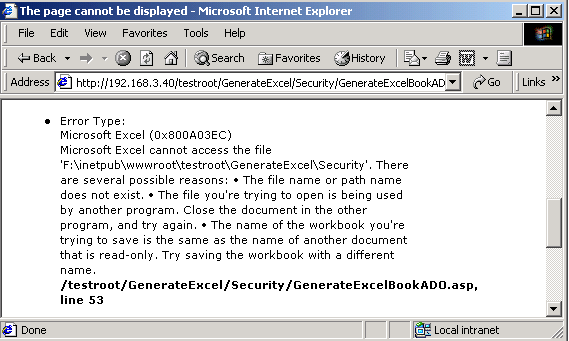 The page cannot be displayed - Microsoft Internet Explorer
File Edit View Favorites Tools Help
Back Search Favorites History
Address http://192.168.3.40/testroot/GenerateExcel/Security/GenerateExcelBookAD Go Links »
• Error Type:
Microsoft Excel (0x800A03EC)
Microsoft Excel cannot access the file
'F:\inetpub\wwwroot\testroot\GenerateExcel\Security'. There
are several possible reasons: • The file name or path name
does not exist. • The file you're trying to open is being used
by another program. Close the document in the other
program, and try again. • The name of the workbook you're
trying to save is the same as the name of another document
that is read-only. Try saving the workbook with a different
name.
/testroot/GenerateExcel/Security/GenerateExcelBookADO.asp,
line 53
Done Local intranet